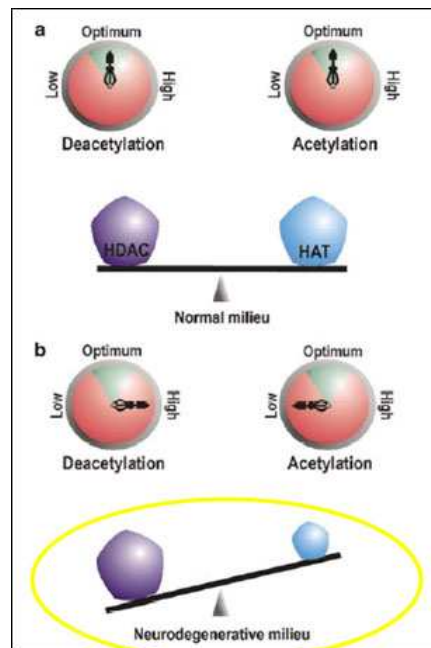 a
Optimum
Low
High
Deacetylation
Optimum
Low
High
Acetylation
HDAC
HAT
Normal milieu
b
Optimum
Low
High
Deacetylation
Optimum
Low
High
Acetylation
Neurodegenerative milieu